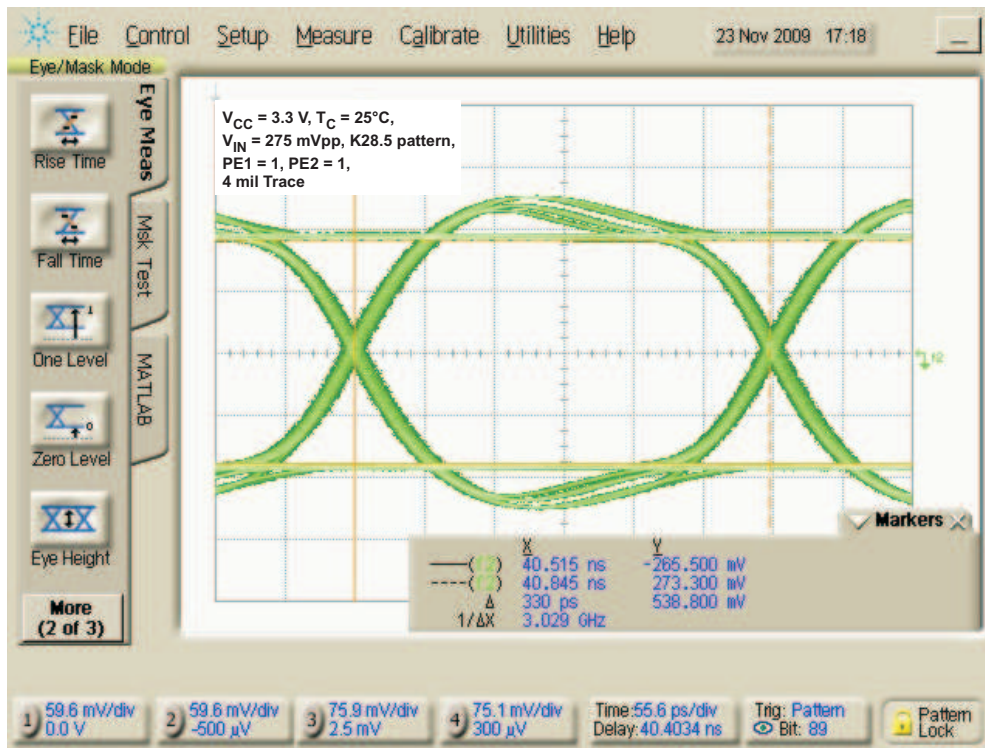 File Control Setup Measure Calibrate Utilities Help 23 Nov 2009 17:18
Eye/Mask Mode
Eye Meas
Msk Test
MATLAB
Rise Time
Fall Time
One Level
Zero Level
Eye Height
More
(2 of 3)
VCC = 3.3 V, TC = 25°C,
VIN = 275 mVpp, K28.5 pattern,
PE1 = 1, PE2 = 1,
4 mil Trace
Markers
X Y
40.515 ns -265.500 mV
40.845 ns 273.300 mV
Δ 330 ps 538.800 mV
1/ΔX 3.029 GHz
1) 59.6 mV/div
0.0 V
2) 59.6 mV/div
-500 µV
3) 75.9 mV/div
2.5 mV
4) 75.1 mV/div
300 µV
Time:55.6 ps/div
Delay:40.4034 ns
Trig: Pattern
Bit: 89
Pattern
Lock